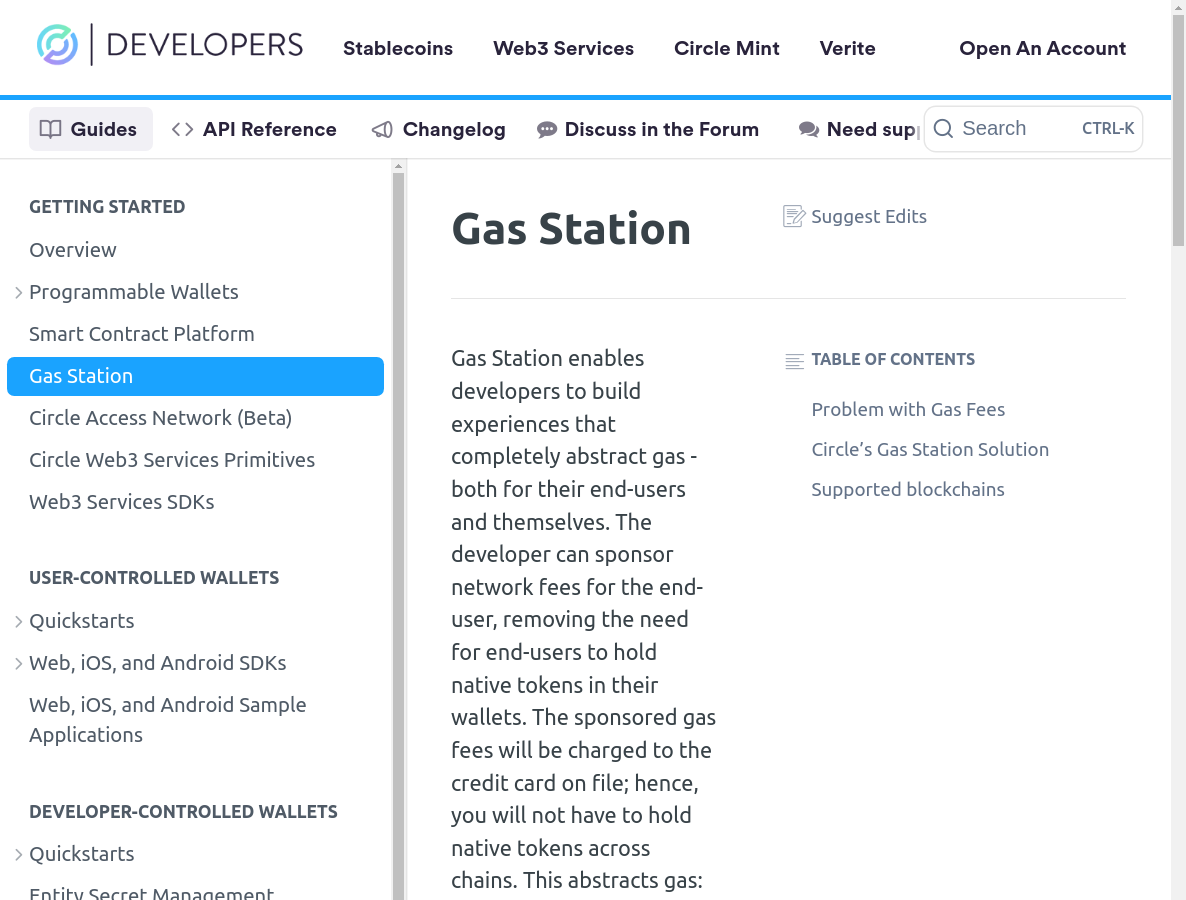 DEVELOPERS
Stablecoins
Web3 Services
Circle Mint
Verite
Open An Account
Guides
API Reference
Changelog
Discuss in the Forum
Need sup
Search
CTRL-K
GETTING STARTED
Overview
Programmable Wallets
Smart Contract Platform
Gas Station
Circle Access Network (Beta)
Circle Web3 Services Primitives
Web3 Services SDKs
USER-CONTROLLED WALLETS
Quickstarts
Web, iOS, and Android SDKs
Web, iOS, and Android Sample
Applications
DEVELOPER-CONTROLLED WALLETS
Quickstarts
Entity Secret Management
Gas Station
Suggest Edits
Gas Station enables
developers to build
experiences that
completely abstract gas -
both for their end-users
and themselves. The
developer can sponsor
network fees for the end-
user, removing the need
for end-users to hold
native tokens in their
wallets. The sponsored gas
fees will be charged to the
credit card on file; hence,
you will not have to hold
native tokens across
chains. This abstracts gas:
TABLE OF CONTENTS
Problem with Gas Fees
Circle’s Gas Station Solution
Supported blockchains